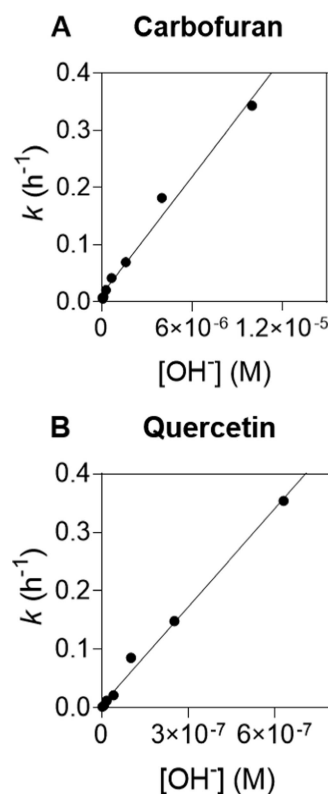 A Carbofuran
0.4
0.3
0.2
0.1
0.0
k (h⁻¹)
0 6×10⁻⁶ 1.2×10⁻⁵
[OH⁻] (M)
B Quercetin
0.4
0.3
0.2
0.1
0.0
k (h⁻¹)
0 3×10⁻⁷ 6×10⁻⁷
[OH⁻] (M)